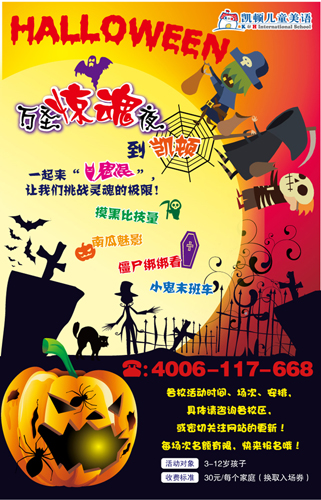 HALLOWEEN
凯顿儿童美语
K&H International School
万圣惊魂夜
到凯顿
一起来“鬼混”,
让我们挑战灵魂的极限!
摸黑比技量
南瓜魅影
僵尸绑绑看
小鬼末班车
☎:4006-117-668
各校活动时间、场次、安排,
具体请咨询各校区,
或密切关注网站的更新!
每场次名额有限,快来报名哦!
活动对象 3-12岁孩子
收费标准 30元/每个家庭(换取入场券)